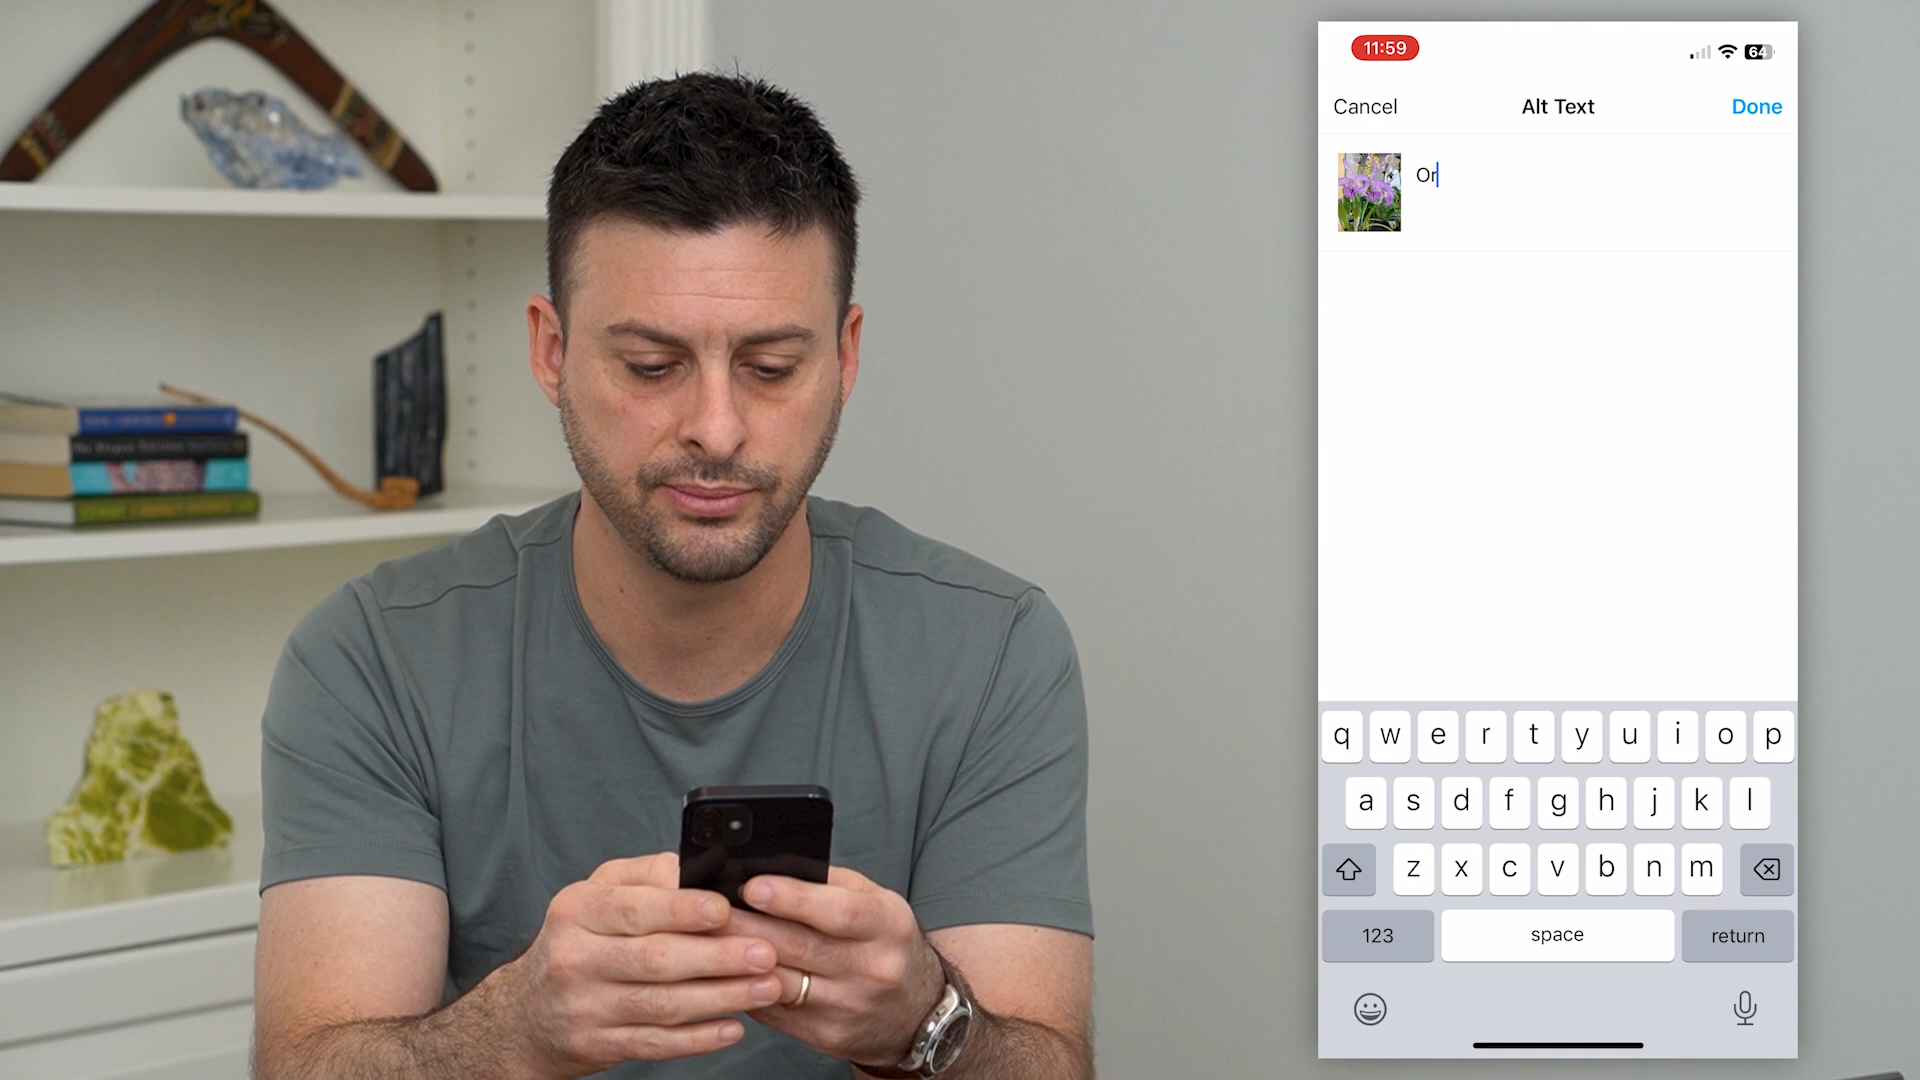 11:59
64
Cancel
Alt Text
Done
Or
q w e r t y u i o p
a s d f g h j k l
z x c v b n m
123
space
return